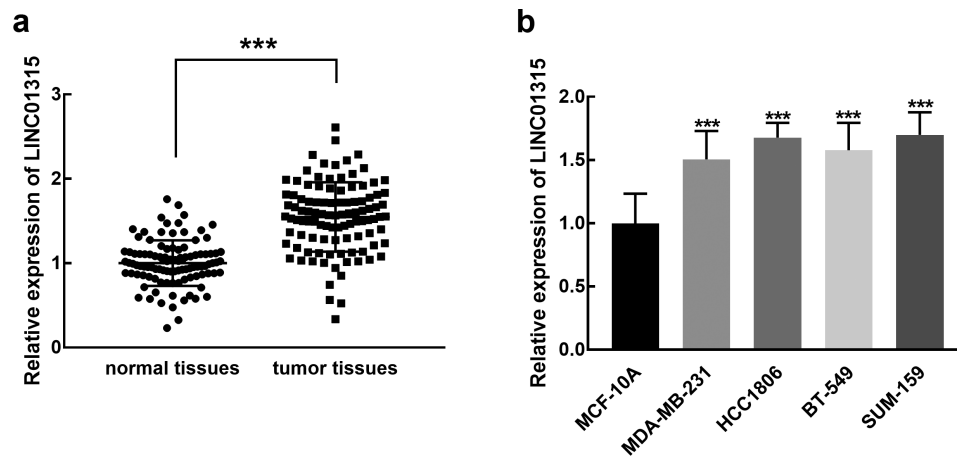 a
***
Relative expression of LINC01315
3
2
1
0
normal tissues
tumor tissues
b
Relative expression of LINC01315
2.0
1.5
1.0
0.5
0.0
***
***
***
***
MCF-10A
MDA-MB-231
HCC1806
BT-549
SUM-159